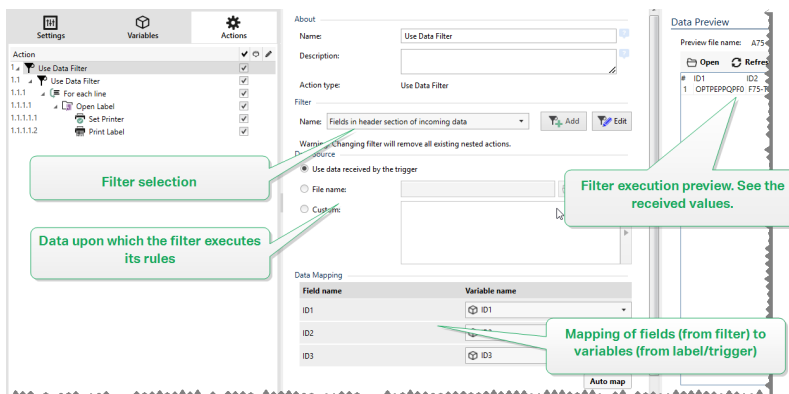 Settings
Variables
Actions
Action
1 Use Data Filter
1.1 Use Data Filter
1.1.1 For each line
1.1.1.1 Open Label
1.1.1.1.1 Set Printer
1.1.1.1.2 Print Label
Filter selection
Data upon which the filter executes
its rules
About
Name: Use Data Filter
Description:
Action type: Use Data Filter
Filter
Name: Fields in header section of incoming data
Add
Edit
Warning: Changing filter will remove all existing nested actions.
Use data received by the trigger
File name:
Custom:
Data Mapping
Field name Variable name
ID1 ID1
ID2
ID3 ID3
Auto map
Mapping of fields (from filter) to
variables (from label/trigger)
Data Preview
Preview file name: A75
Open Refres
# ID1 ID2
1 OPTPEPPQPF0 F75-T
Filter execution preview. See the
received values.